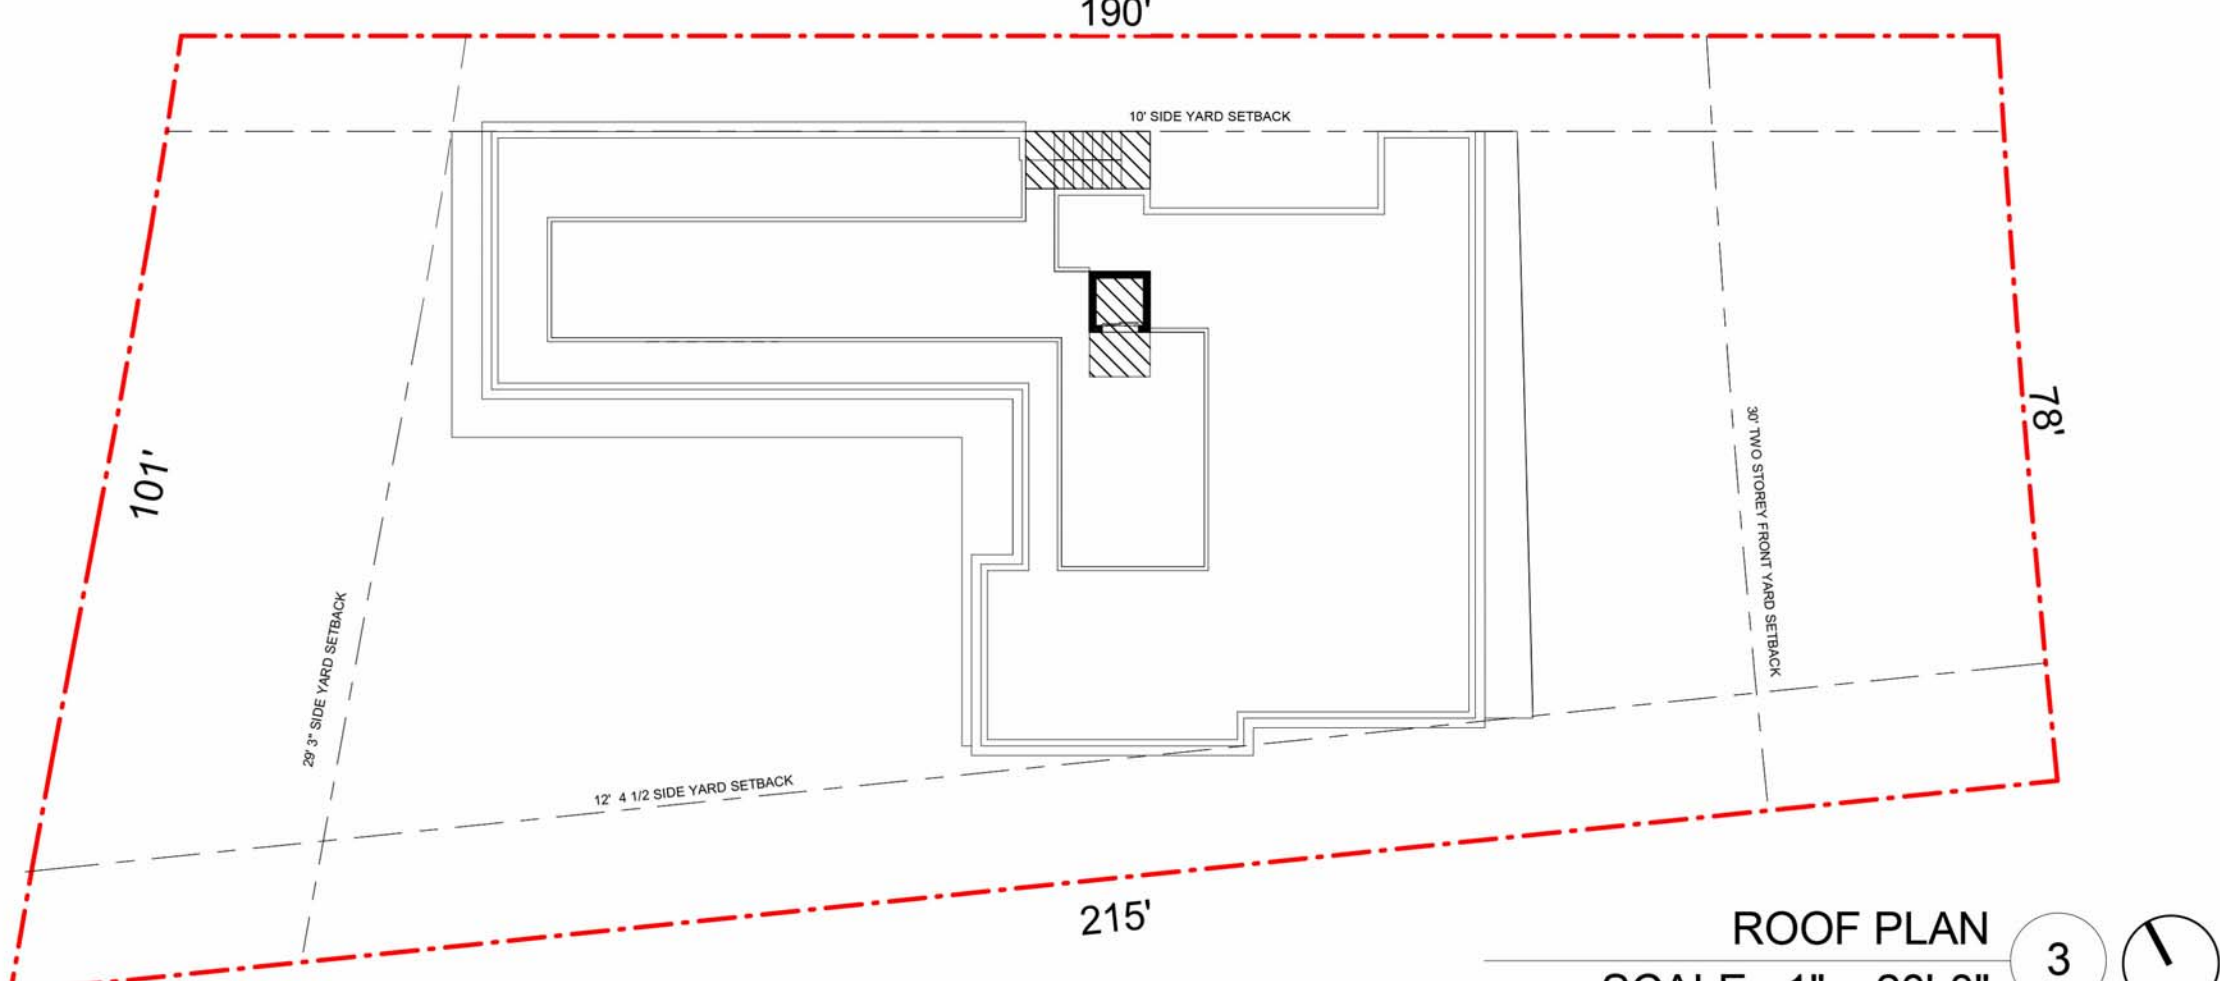 190'
10' SIDE YARD SETBACK
78'
30' TWO STOREY FRONT YARD SETBACK
101'
29' 3" SIDE YARD SETBACK
12' 4 1/2 SIDE YARD SETBACK
215'
ROOF PLAN
3